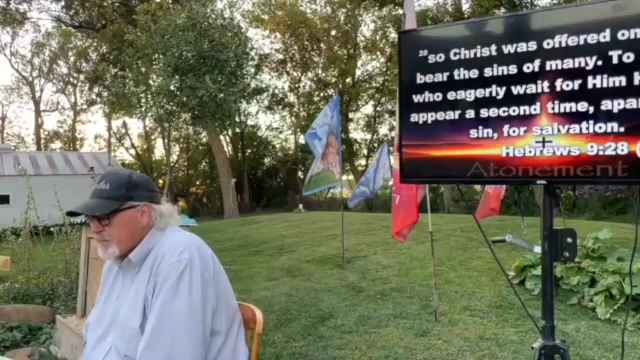 ²⁸so Christ was offered on
bear the sins of many. To
who eagerly wait for Him H
appear a second time, apa
sin, for salvation.
Hebrews 9:28 (
Atonement